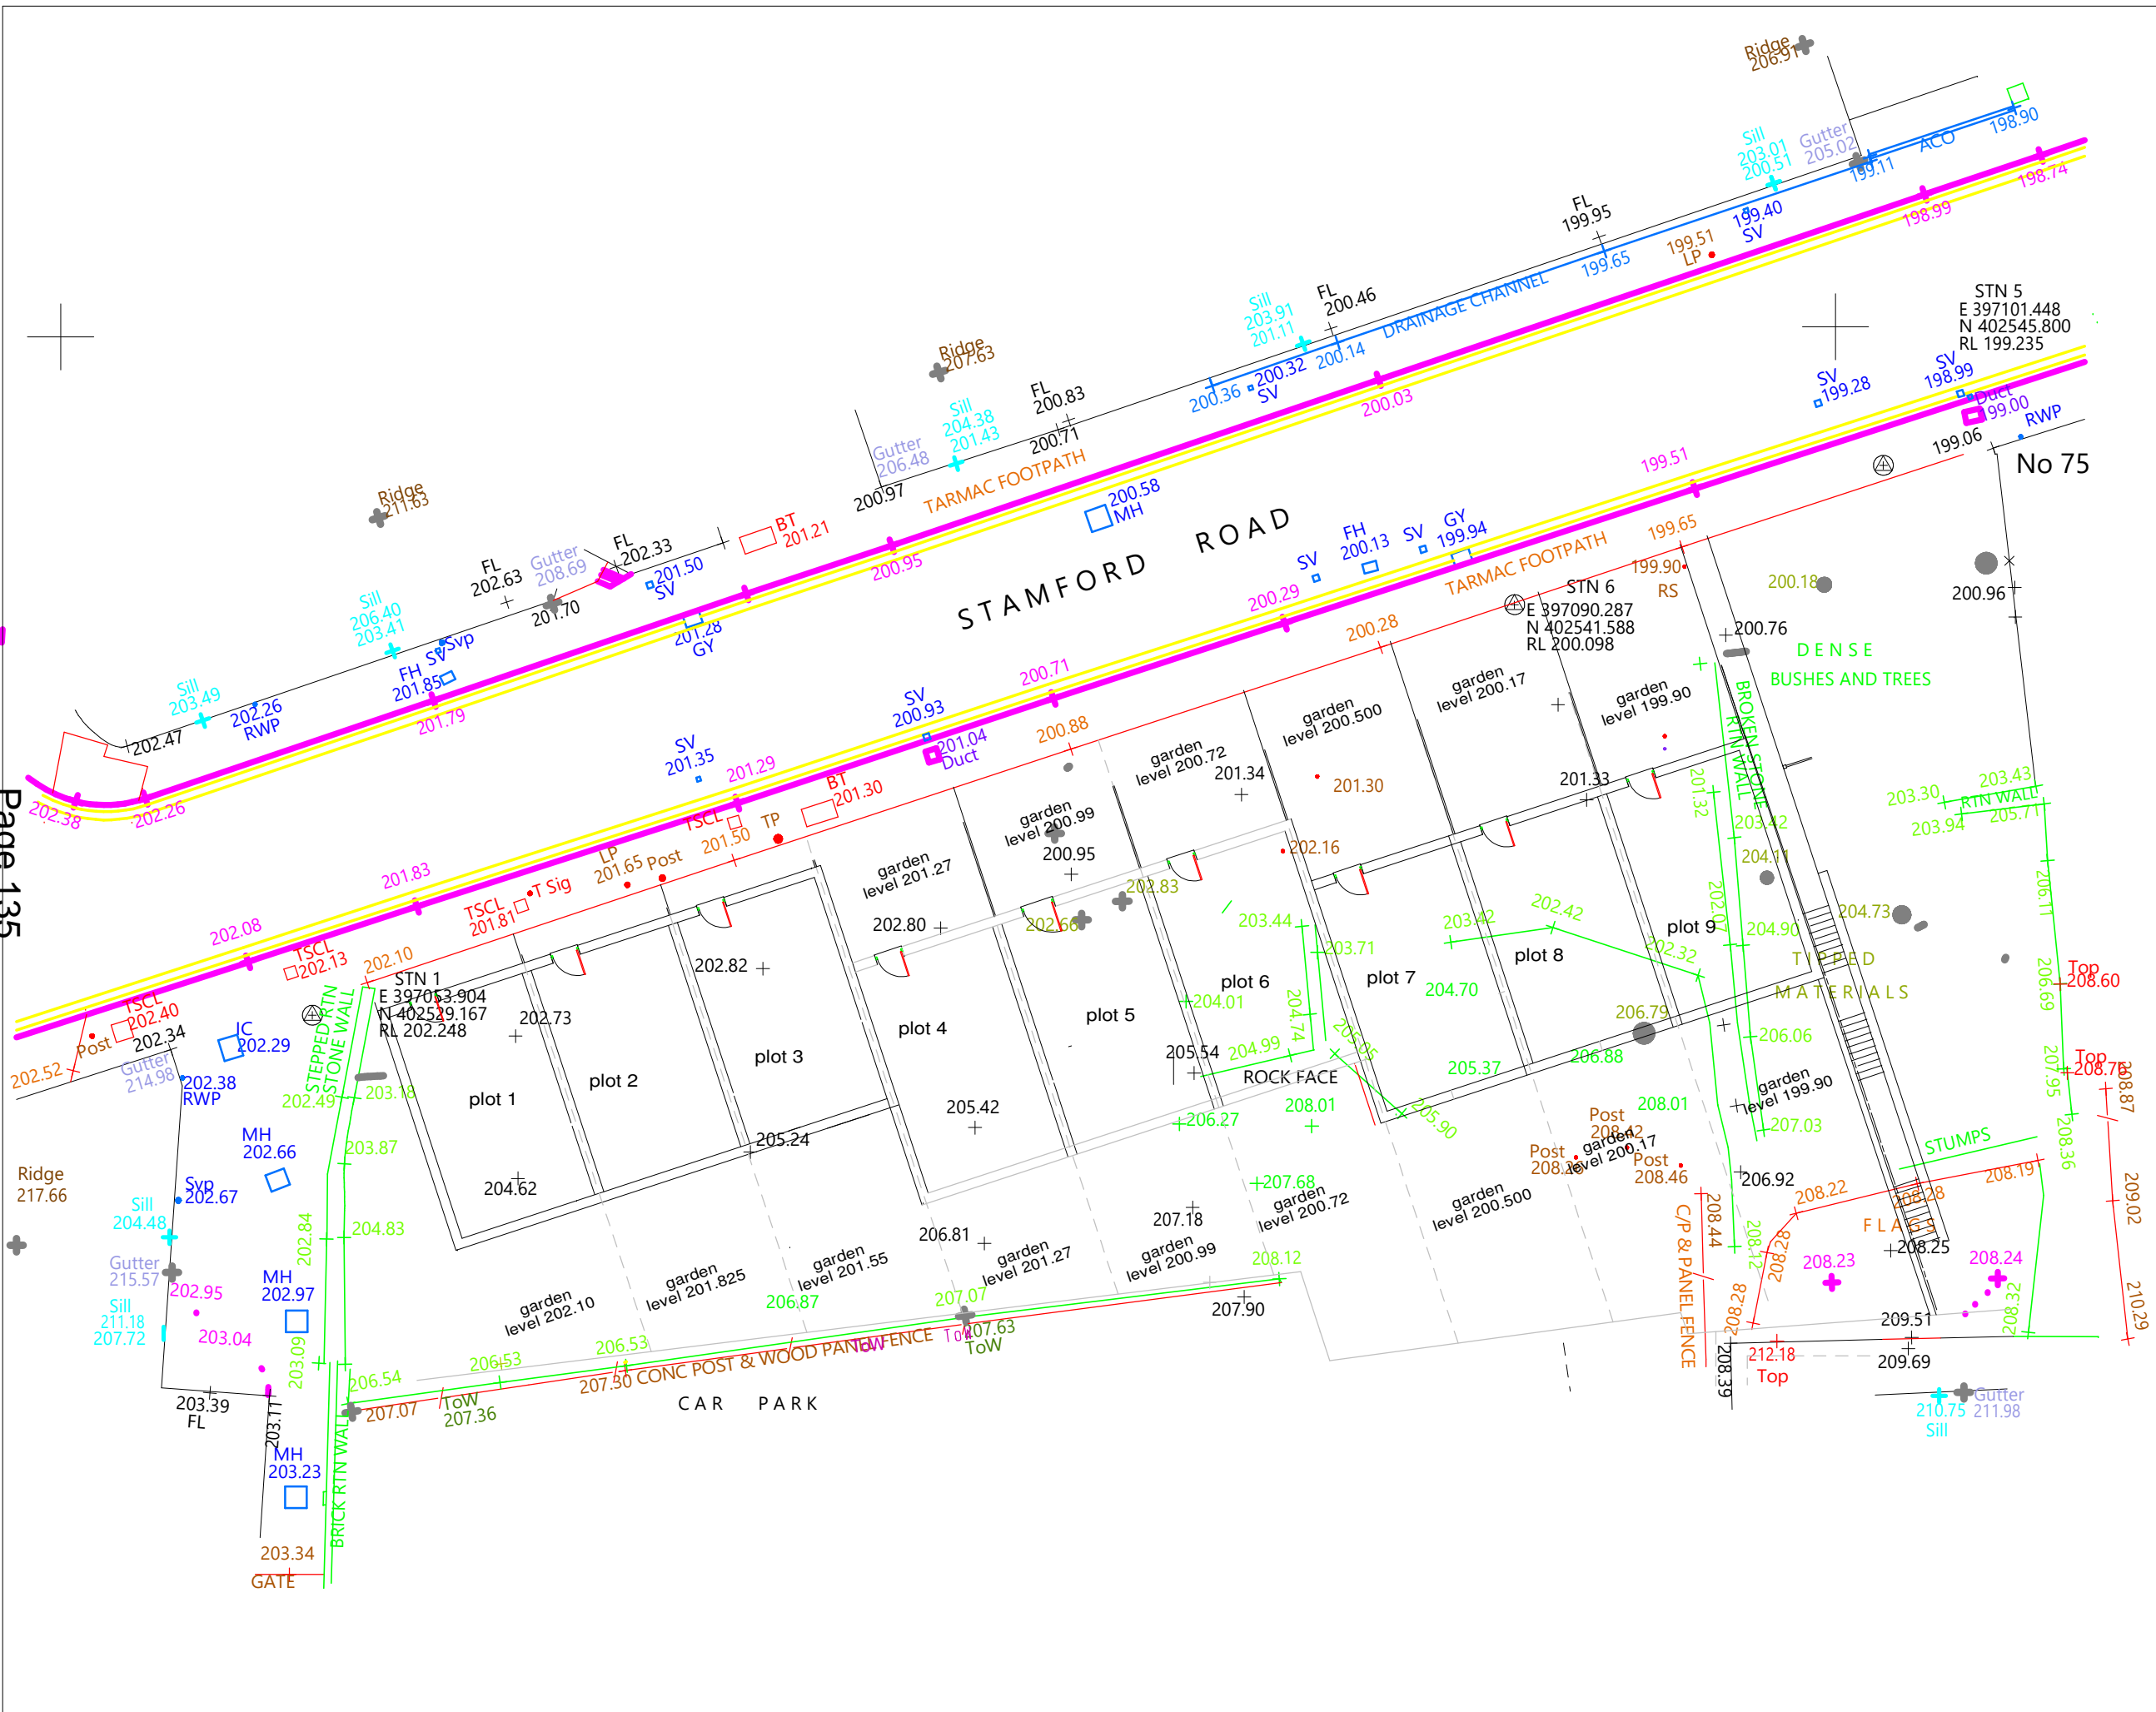 Ridge
206.91
Sill
203.01
200.51
Gutter
205.02
198.90
ACO
199.11
198.74
198.99
FL
199.95
199.65
199.51
LP
199.40
SV
STN 5
E 397101.448
N 402545.800
RL 199.235
Sill
203.91
201.11
FL
200.46
DRAINAGE CHANNEL
200.14
200.32
SV
200.36
200.03
Ridge
207.63
Sill
204.38
201.43
FL
200.83
200.71
Gutter
206.48
200.97
TARMAC FOOTPATH
200.58
MH
STAMFORD ROAD
SV
198.99
SV
199.28
Duct
199.00
RWP
199.06
No 75
Ridge
211.63
FL
202.33
BT
201.21
200.95
FL
202.63
Gutter
208.69
201.70
201.50
SV
201.28
GY
Sill
206.40
203.41
Svp
SV
FH
201.85
201.79
Sill
203.49
202.26
RWP
202.47
202.38
202.26
Page 135
199.51
199.65
TARMAC FOOTPATH
GY
199.94
SV
FH
200.13
SV
200.29
200.28
199.90
RS
STN 6
E 397090.287
N 402541.588
RL 200.098
200.18
200.96
200.76
DENSE
BUSHES AND TREES
200.71
200.88
SV
200.93
201.04
Duct
SV
201.35
201.29
BT
201.30
TSCL
TP
201.50
LP
201.65
Post
T Sig
TSCL
201.81
201.83
202.08
TSCL
202.13
202.10
TSCL
202.40
Post
202.34
202.52
Gutter
214.98
IC
202.29
202.38
RWP
STN 1
E 397053.904
N 402529.167
RL 202.248
STEPPED RTN
STONE WALL
202.49
203.18
203.87
202.84
204.83
203.09
MH
202.66
Svp
202.67
Sill
204.48
Ridge
217.66
Gutter
215.57
Sill
211.18
207.72
202.95
203.04
MH
202.97
203.39
FL
203.11
MH
203.23
BRICK RTN WALL
203.34
GATE
garden
level 199.90
garden
level 200.17
garden
level 200.500
garden
level 200.72
garden
level 200.99
garden
level 201.27
201.34
201.30
201.33
202.16
200.95
202.83
202.66
202.80
202.82
202.73
plot 1
plot 2
plot 3
plot 4
plot 5
plot 6
plot 7
plot 8
plot 9
BROKEN STONE
RTN WALL
201.32
203.42
204.11
202.07
204.90
204.73
203.30
203.43
RTN WALL
203.94
205.71
206.11
206.69
207.95
208.36
Top
208.60
Top
208.76
208.87
209.02
210.29
203.44
203.71
203.42
202.42
202.32
204.01
204.74
204.99
205.05
205.90
204.70
205.37
206.79
206.88
206.06
207.03
TIPPED
MATERIALS
205.54
ROCK FACE
206.27
208.01
205.42
205.24
204.62
206.81
207.18
207.68
208.12
207.90
208.01
Post
208.42
Post
Post
208.46
206.92
garden
level 199.90
garden
level 200.17
garden
level 200.500
garden
level 200.72
garden
level 200.99
garden
level 201.27
garden
level 201.55
garden
level 201.825
garden
level 202.10
206.87
207.07
207.63
ToW
ToW
ToW
206.53
206.53
206.54
207.30 CONC POST & WOOD PANEL FENCE
207.07
ToW
207.36
CAR PARK
C/P & PANEL FENCE
208.44
208.12
208.28
208.28
208.22
208.28
208.19
STUMPS
FLAGS
208.25
208.23
208.24
208.32
209.51
209.69
208.39
212.18
Top
210.75
Sill
Gutter
211.98